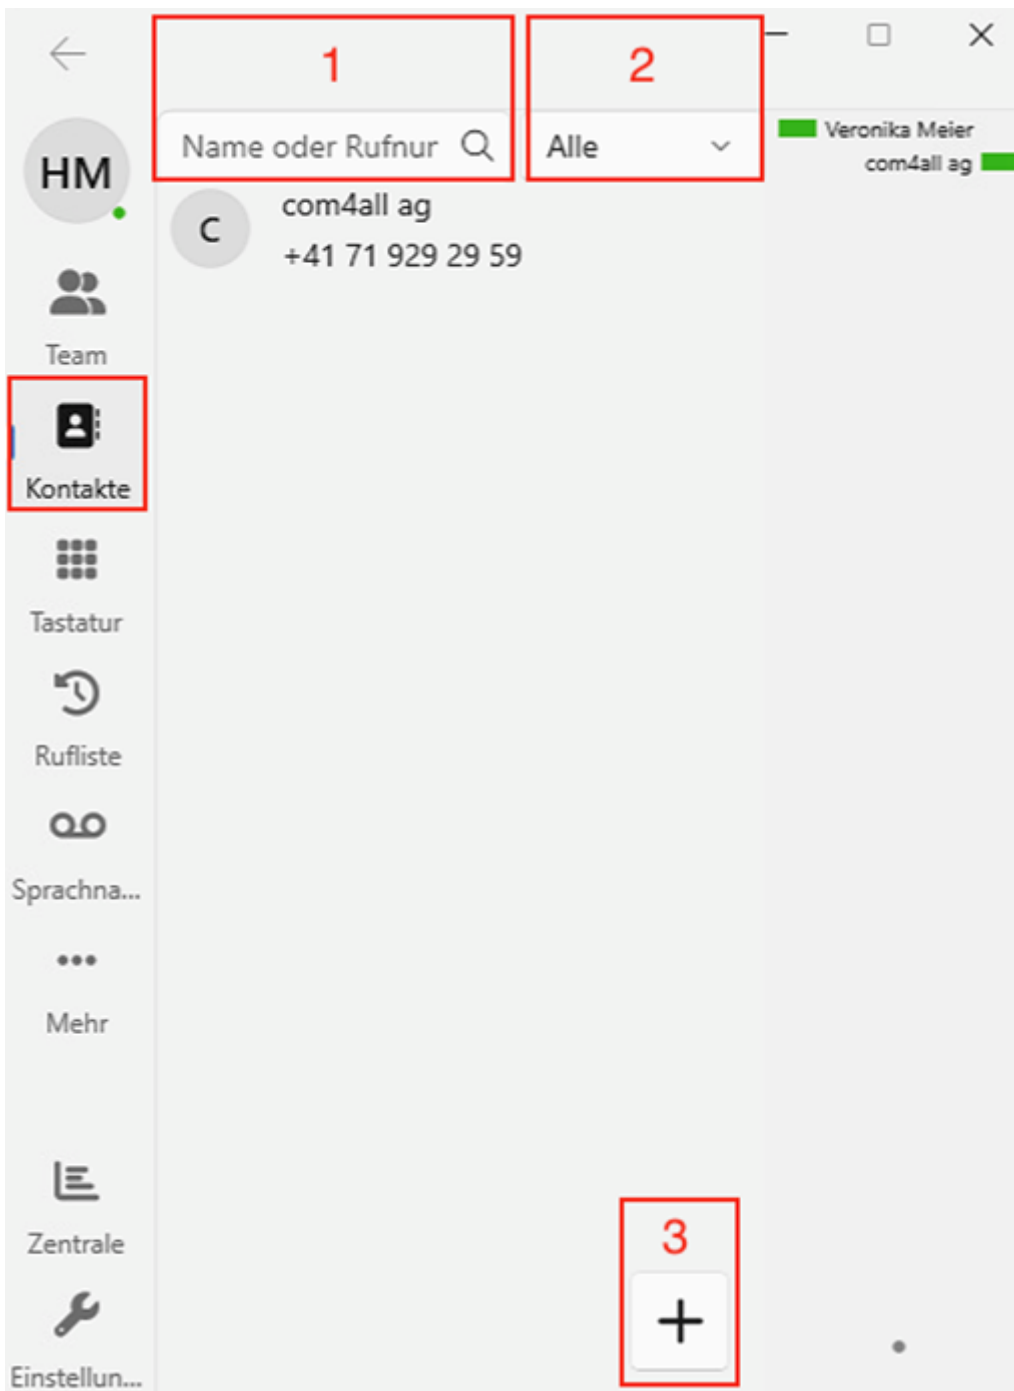 1
2
Name oder Rufnur
Alle
Veronika Meier
com4all ag
HM
C
com4all ag
+41 71 929 29 59
Team
Kontakte
Tastatur
Rufliste
Sprachna...
Mehr
Zentrale
3
Einstellun...